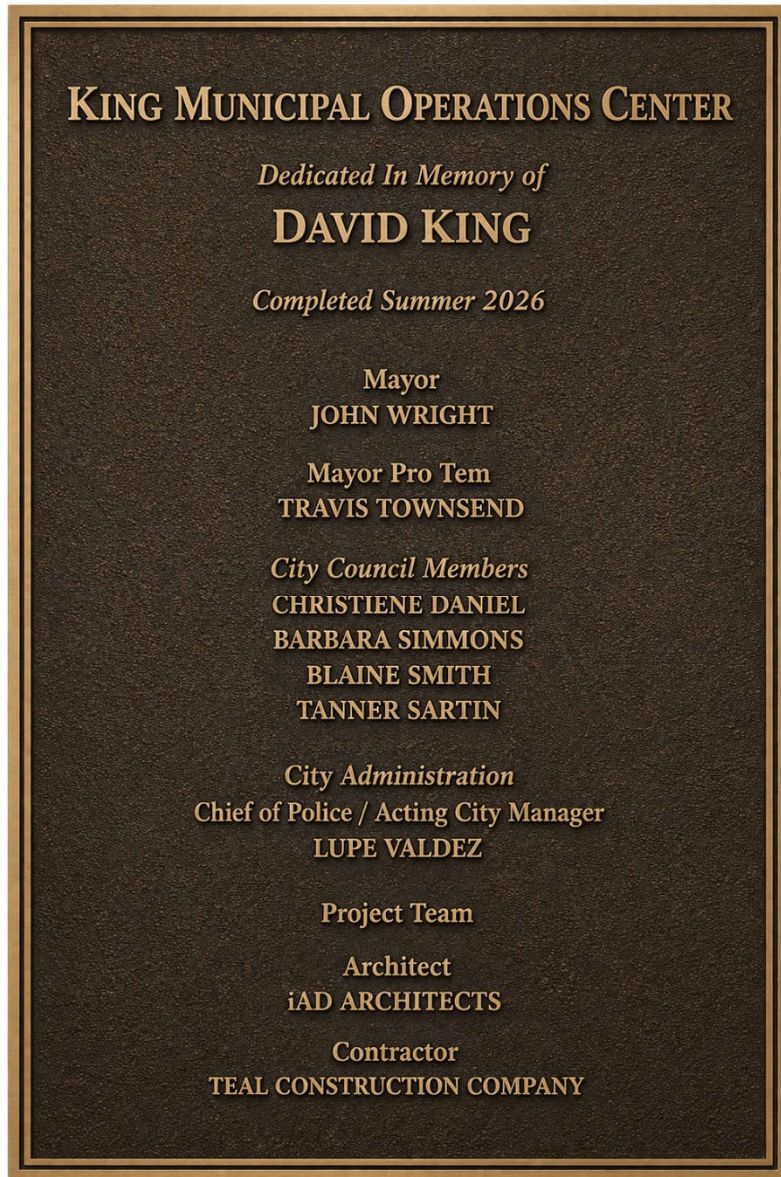 KING MUNICIPAL OPERATIONS CENTER
Dedicated In Memory of
DAVID KING
Completed Summer 2026
Mayor
JOHN WRIGHT
Mayor Pro Tem
TRAVIS TOWNSEND
City Council Members
CHRISTIENE DANIEL
BARBARA SIMMONS
BLAINE SMITH
TANNER SARTIN
City Administration
Chief of Police / Acting City Manager
LUPE VALDEZ
Project Team
Architect
iAD ARCHITECTS
Contractor
TEAL CONSTRUCTION COMPANY